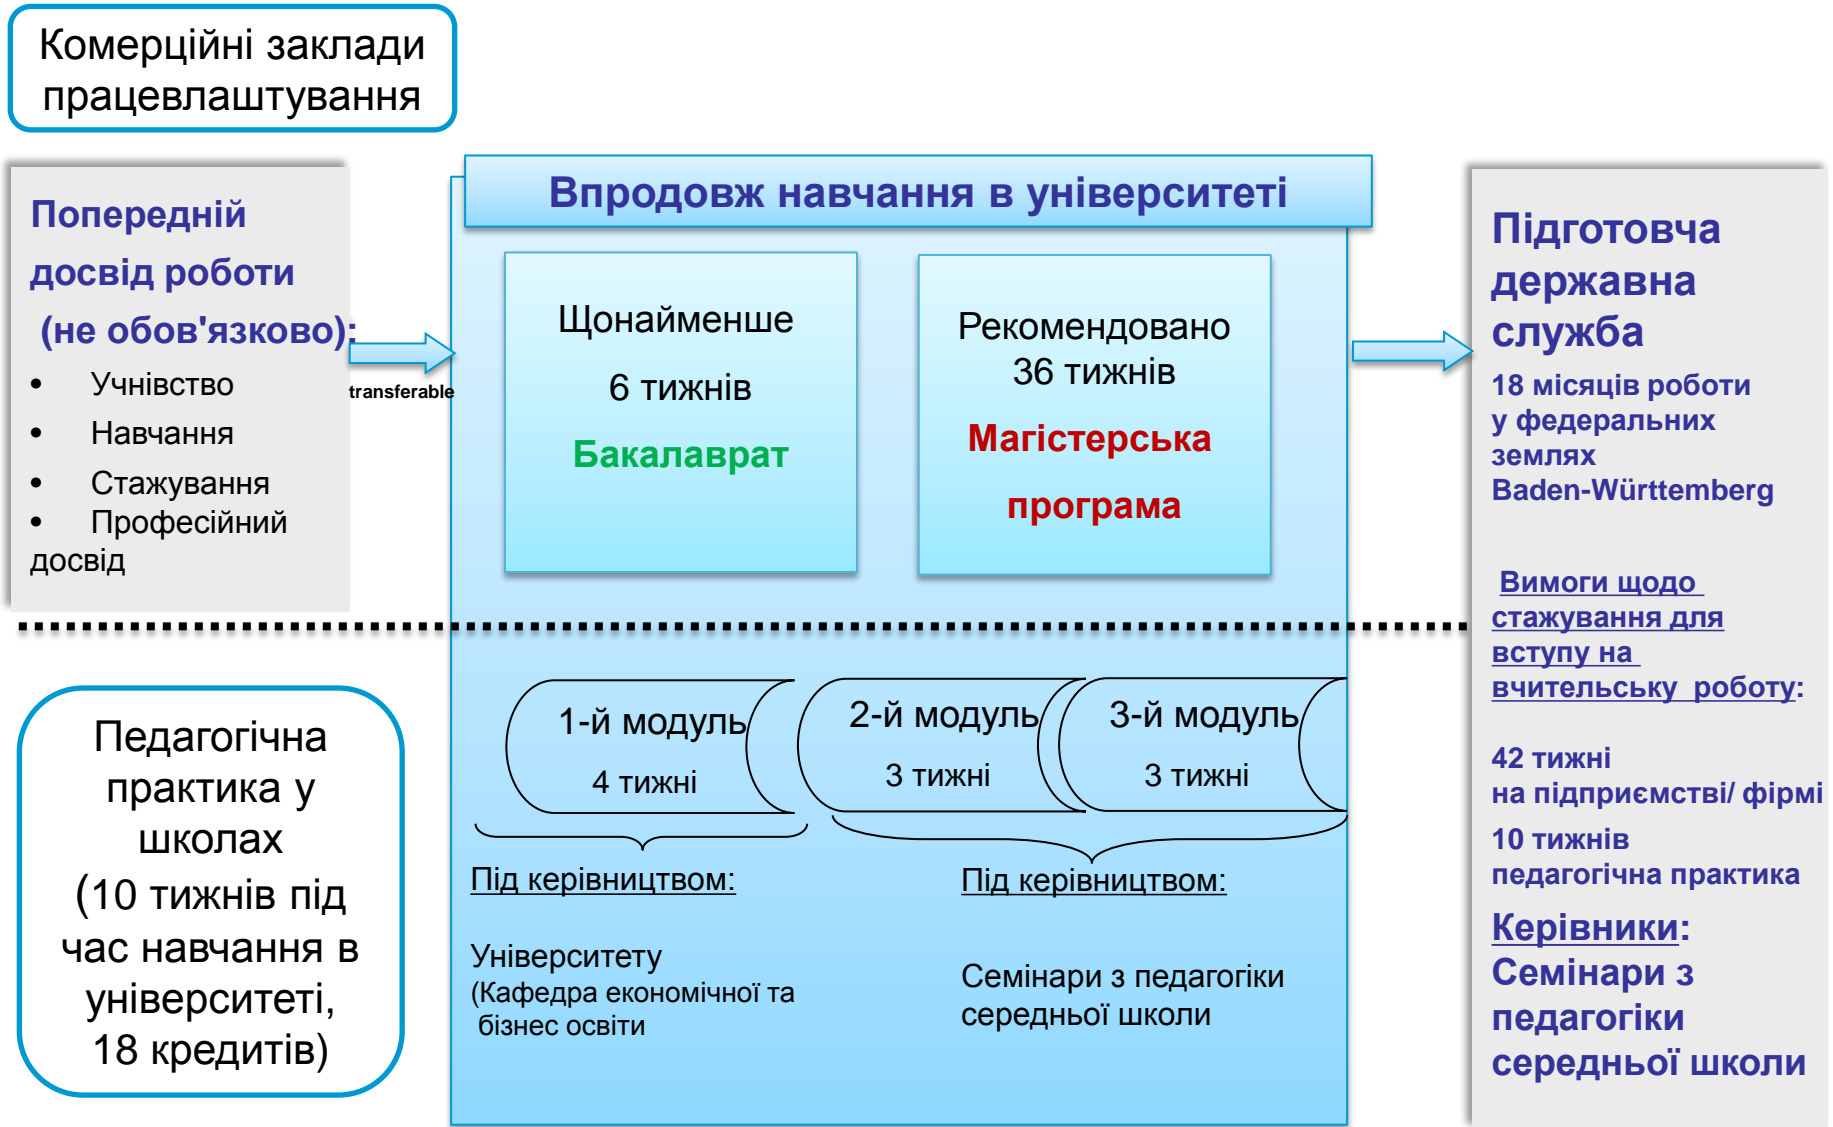 Комерційні заклади
працевлаштування
Попередній
досвід роботи
(не обов'язково):
• Учнівство
• Навчання
• Стажування
• Професійний
досвід
transferable
Впродовж навчання в університеті
Щонайменше
6 тижнів
Бакалаврат
Рекомендовано
36 тижнів
Магістерська
програма
Підготовча
державна
служба
18 місяців роботи
у федеральних
землях
Baden-Württemberg
Вимоги щодо
стажування для
вступу на
вчительську роботу:
42 тижні
на підприємстві/ фірмі
10 тижнів
педагогічна практика
Керівники:
Семінари з
педагогіки
середньої школи
Педагогічна
практика у
школах
(10 тижнів під
час навчання в
університеті,
18 кредитів)
1-й модуль
4 тижні
2-й модуль
3 тижні
3-й модуль
3 тижні
Під керівництвом:
Університету
(Кафедра економічної та
бізнес освіти
Під керівництвом:
Семінари з педагогіки
середньої школи